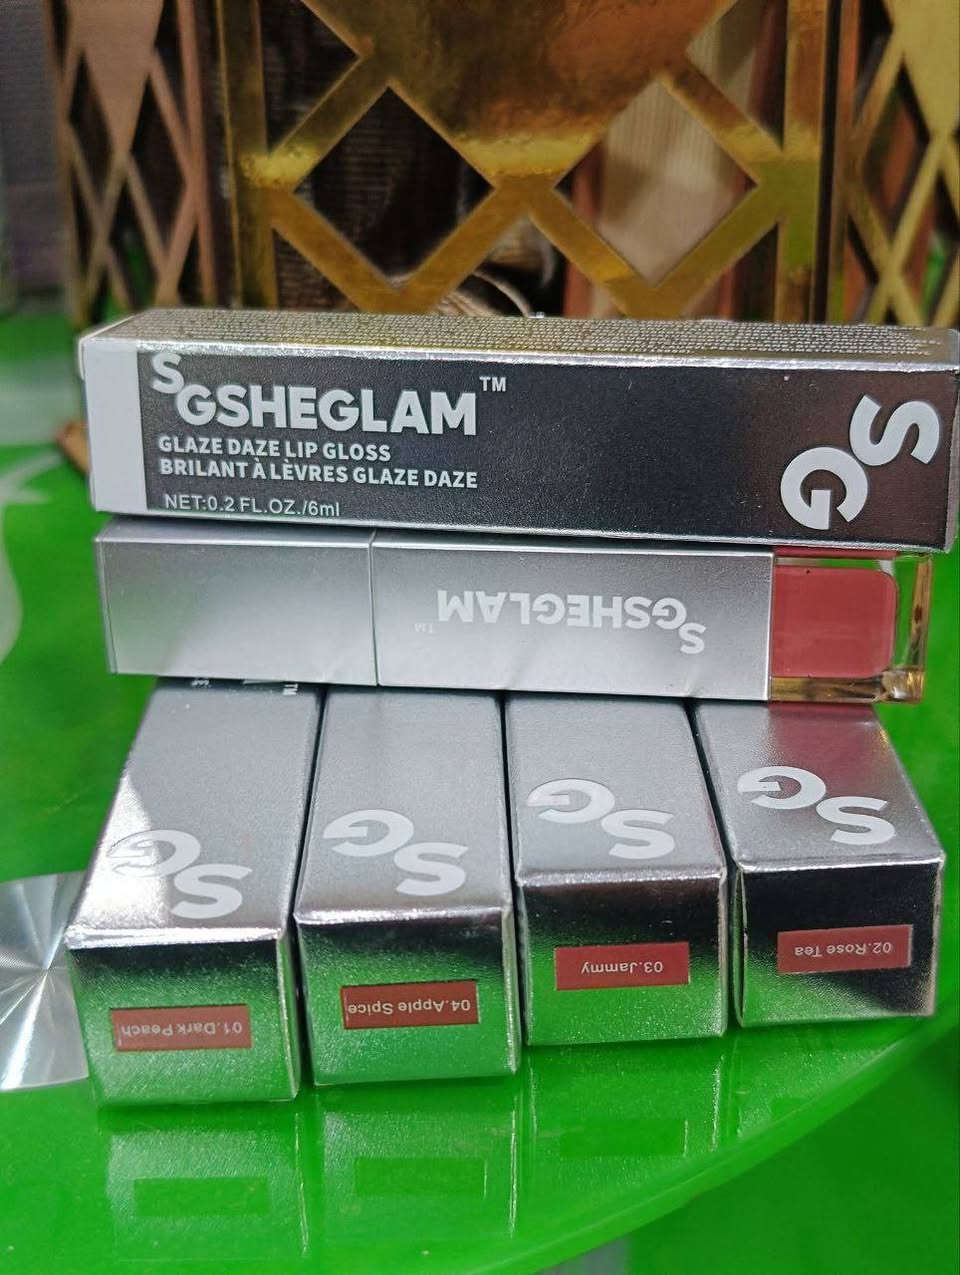 SGSHEGLAM™
GLAZE DAZE LIP GLOSS
BRILANT À LÈVRES GLAZE DAZE
NET:0.2 FL.OZ./6ml
SG
SGSHEGLAM™
SG
SG
SG
SG
01.Dark Peach
04.Apple Spice
03.Jammy
02.Rose Tea